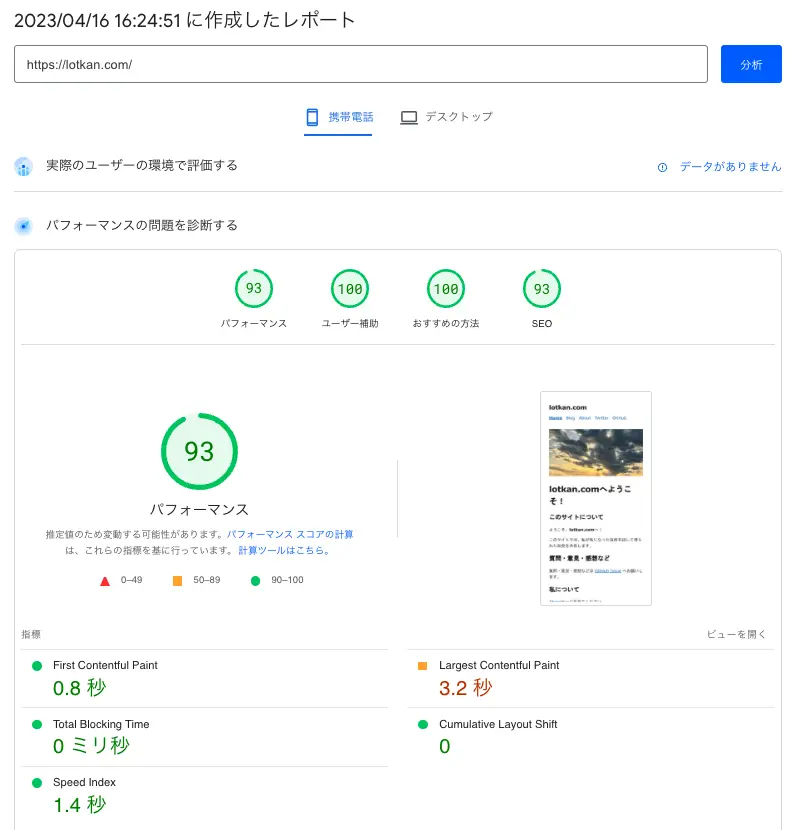 2023/04/16 16:24:51 に作成したレポート
https://lotkan.com/
分析
携帯電話
デスクトップ
実際のユーザーの環境で評価する
データがありません
パフォーマンスの問題を診断する
93
100
100
93
パフォーマンス
ユーザー補助
おすすめの方法
SEO
93
パフォーマンス
推定値のため変動する可能性があります。パフォーマンス スコアの計算
は、これらの指標を基に行っています。計算ツールはこちら。
0–49
50–89
90–100
lotkan.com
Home Blog About Twitter GitHub
lotkan.comへようこ
そ！
このサイトについて
ようこそ、lotkan.comへ！
質問・意見・感想など
私について
指標
ビューを開く
First Contentful Paint
0.8 秒
Largest Contentful Paint
3.2 秒
Total Blocking Time
0 ミリ秒
Cumulative Layout Shift
0
Speed Index
1.4 秒